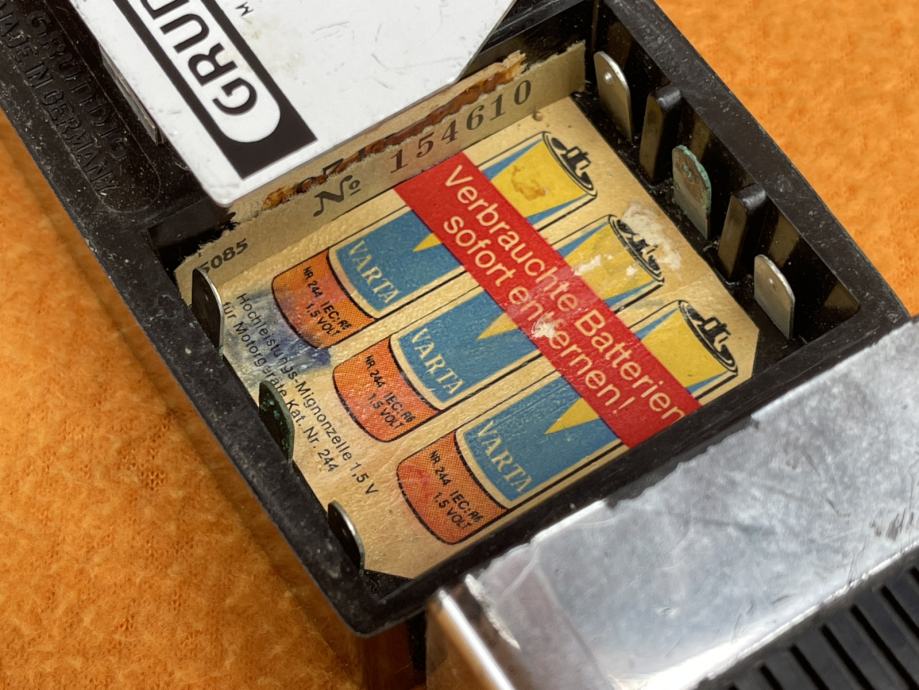 GRUNDIG
MADE IN GERMANY
GRUND
M
No. 154610
5085
Verbrauchte Batterien
sofort entfernen!
VARTA
NR 244 IEC:R6
1,5 VOLT
VARTA
NR 244 IEC:R6
1,5 VOLT
VARTA
NR 244 IEC:R6
1,5 VOLT
Hochleistungs-Mignonzelle 1,5 V
für Motorgeräte Kat. Nr. 244